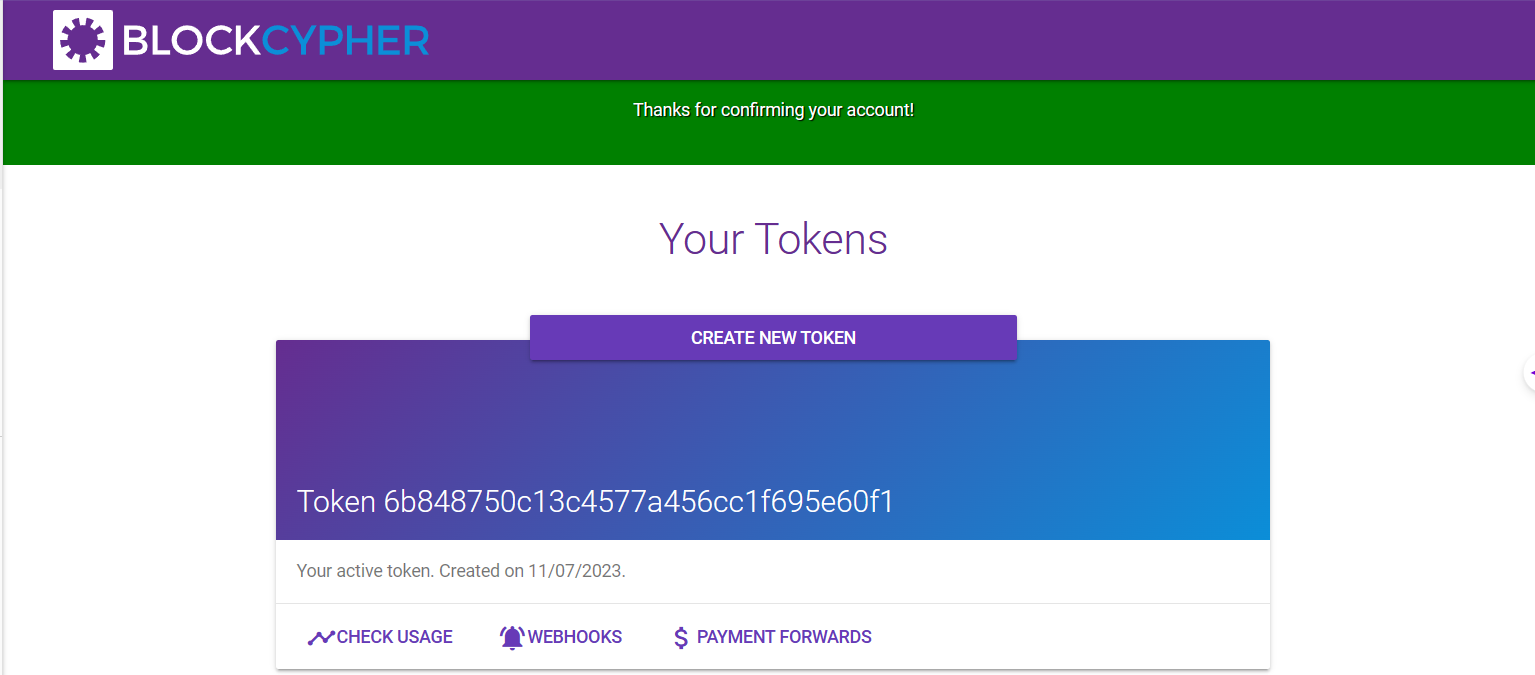 BLOCKCYPHER
Thanks for confirming your account!
Your Tokens
CREATE NEW TOKEN
Token 6b848750c13c4577a456cc1f695e60f1
Your active token. Created on 11/07/2023.
CHECK USAGE WEBHOOKS PAYMENT FORWARDS